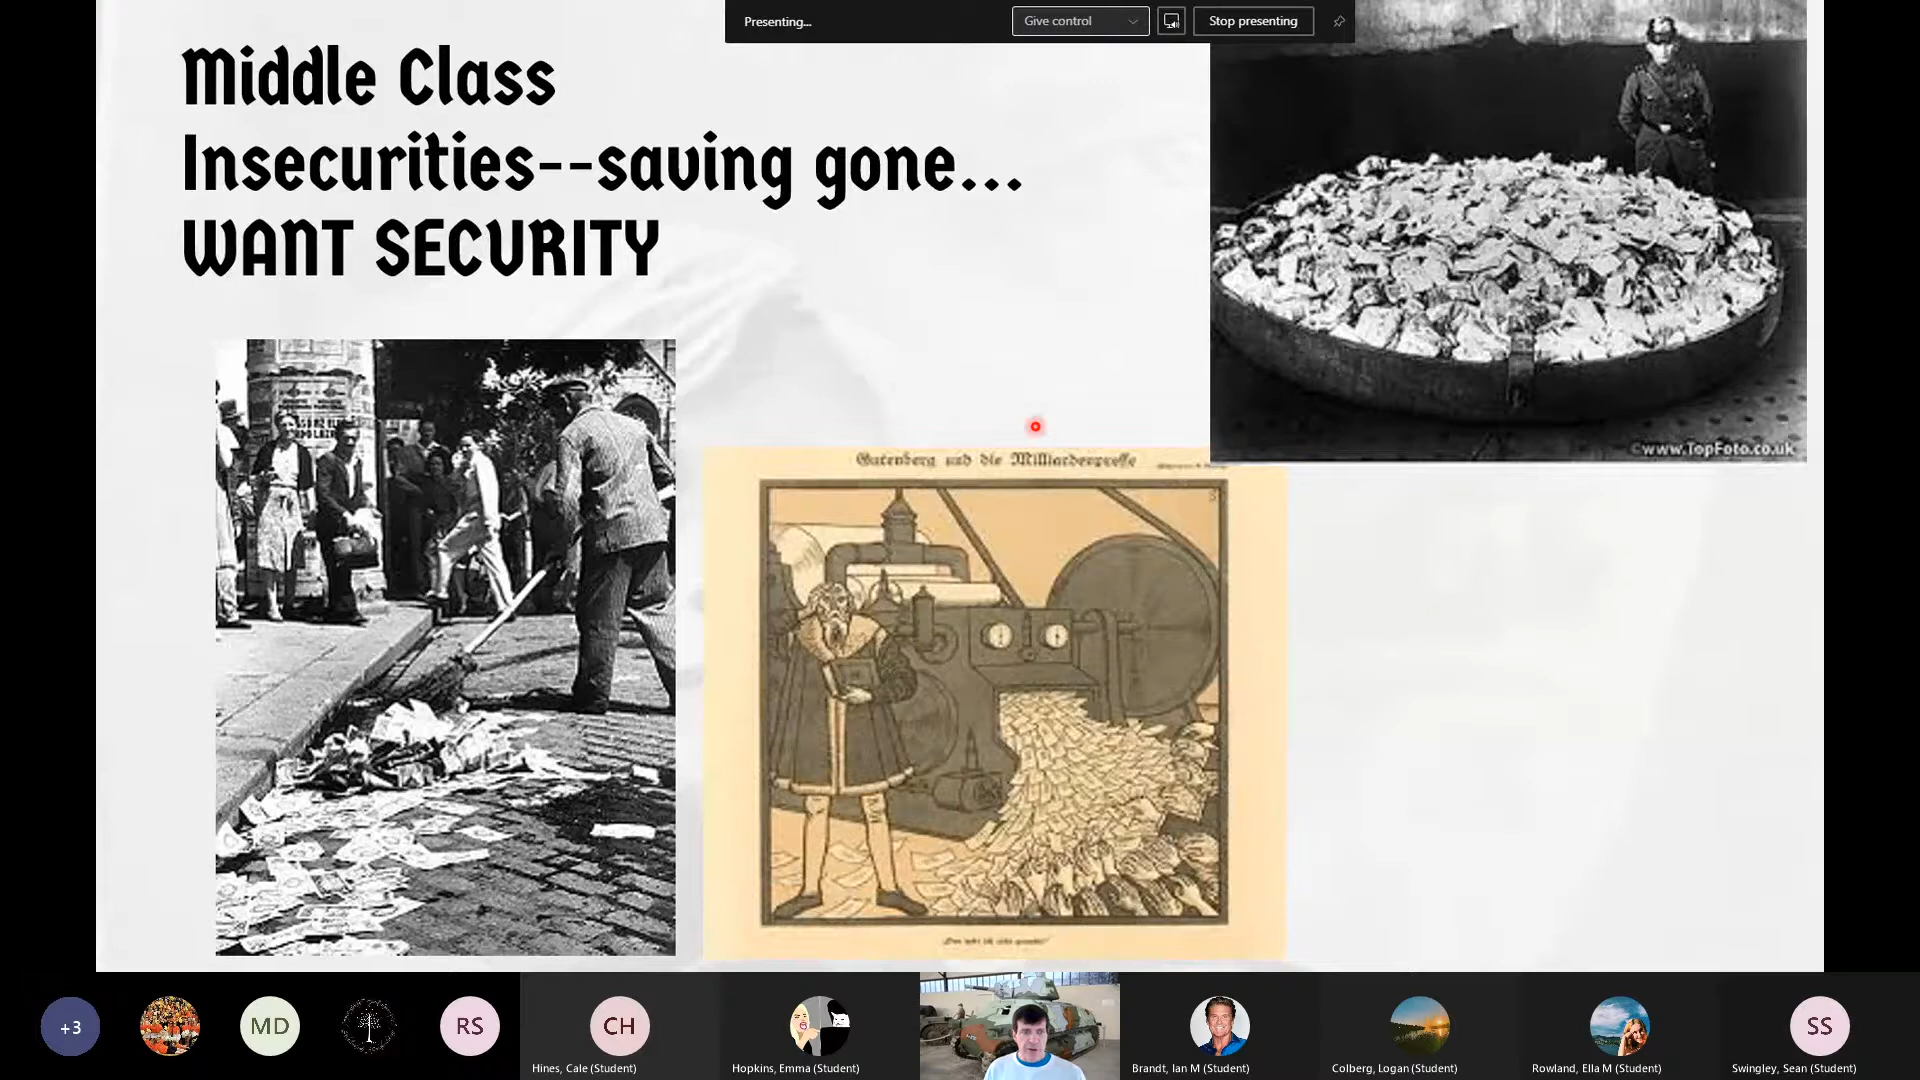 Presenting...
Give control
Stop presenting
Middle Class
Insecurities--saving gone...
WANT SECURITY
©www.TopFoto.co.uk
Gutenberg und die Milliardenpresse
+3
MD
RS
CH
SS
Hines, Cale (Student)
Hopkins, Emma (Student)
Brandt, Ian M (Student)
Colberg, Logan (Student)
Rowland, Ella M (Student)
Swingley, Sean (Student)